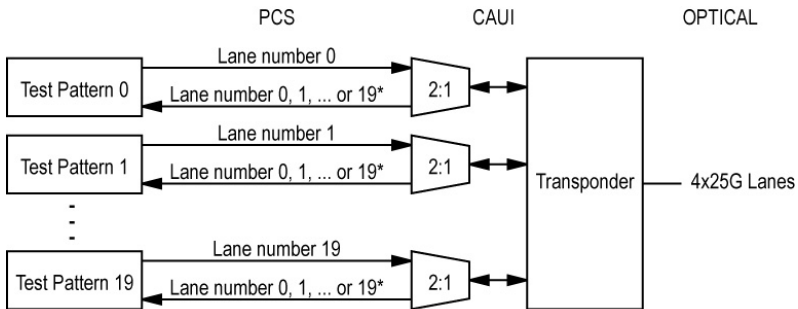 PCS CAUI OPTICAL
Lane number 0
Test Pattern 0
Lane number 0, 1, ... or 19*
2:1
Lane number 1
Test Pattern 1
Lane number 0, 1, ... or 19*
2:1
Transponder
4x25G Lanes
Lane number 19
Test Pattern 19
Lane number 0, 1, ... or 19*
2:1